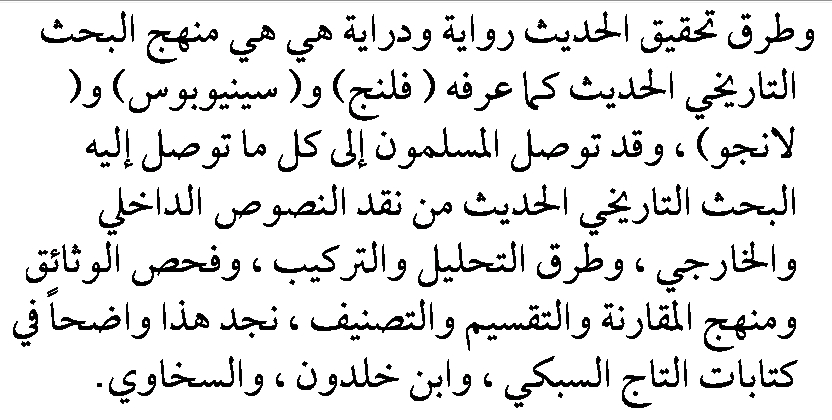 وطرق تحقيق الحديث رواية ودراية هي هي منهج البحث
التاريخي الحديث كما عرفه ( فلنج) و( سينيوبوس) و(
لانجو) ، وقد توصل المسلمون إلى كل ما توصل إليه
البحث التاريخي الحديث من نقد النصوص الداخلي
والخارجي ، وطرق التحليل والتركيب ، وفحص الوثائق
ومنهج المقارنة والتقسيم والتصنيف ، نجد هذا واضحاً في
كتابات التاج السبكي ، وابن خلدون ، والسخاوي.